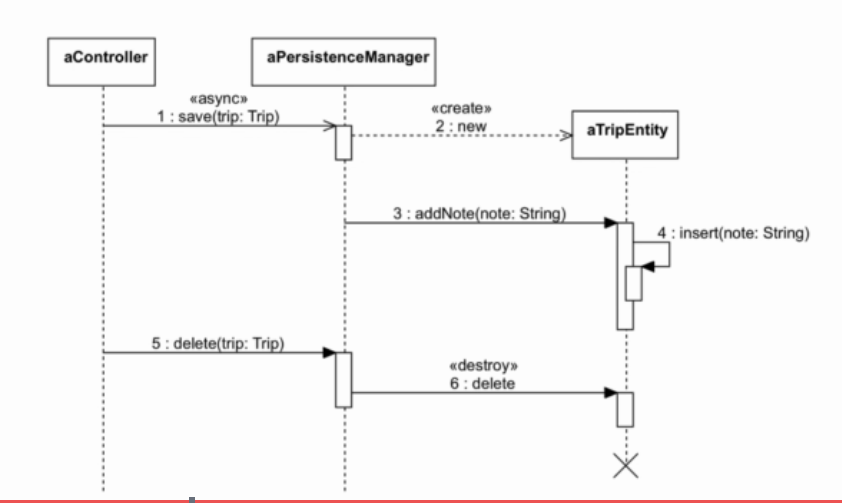 aController
aPersistenceManager
«async»
1 : save(trip: Trip)
«create»
2 : new
aTripEntity
3 : addNote(note: String)
4 : insert(note: String)
5 : delete(trip: Trip)
«destroy»
6 : delete